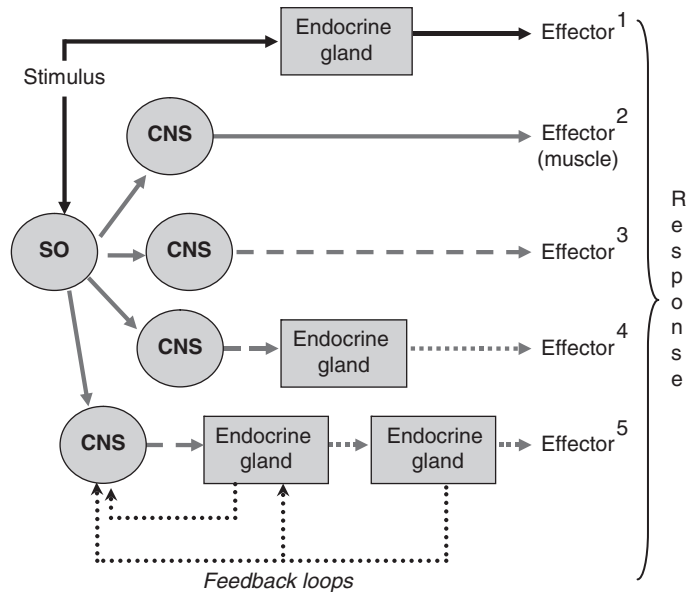 Endocrine
gland
Effector 1
Stimulus
CNS
Effector 2
(muscle)
SO
CNS
Effector 3
CNS
Endocrine
gland
Effector 4
CNS
Endocrine
gland
Endocrine
gland
Effector 5
Feedback loops
Response